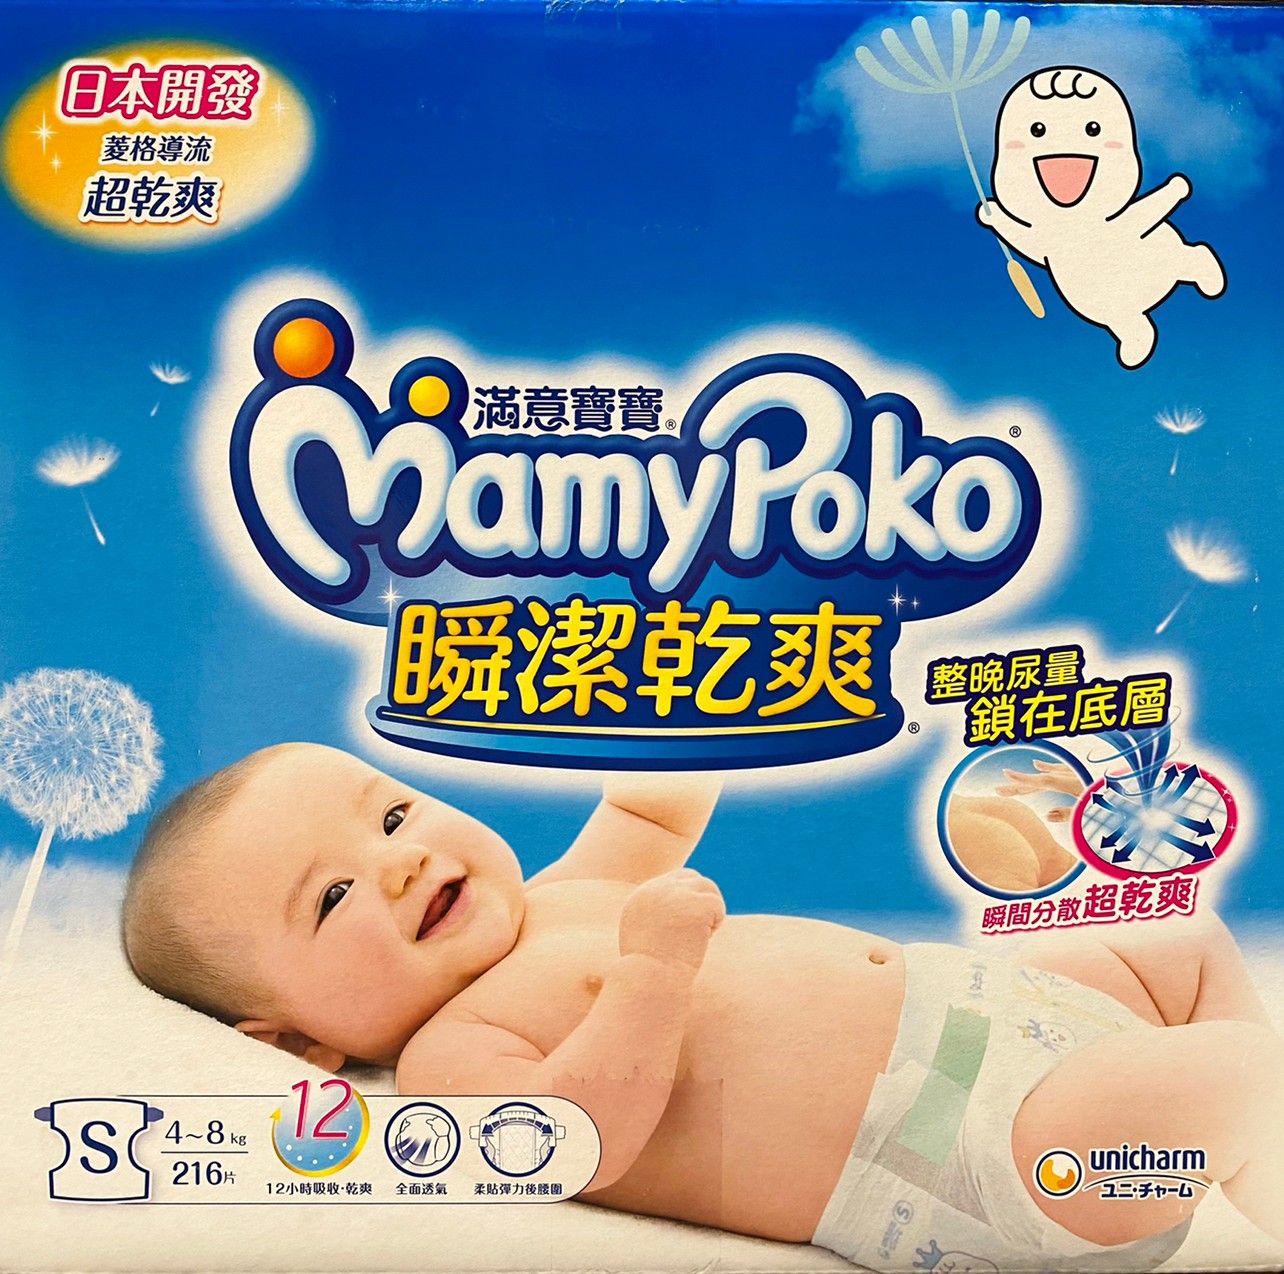 日本開發
菱格導流
超乾爽
滿意寶寶®
MamyPoko®
瞬潔乾爽®
整晚尿量
鎖在底層
瞬間分散超乾爽
S
4~8kg
216片
12
12小時吸收·乾爽
全面透氣
柔貼彈力後腰圍
S
unicharm
ユニ・チャーム